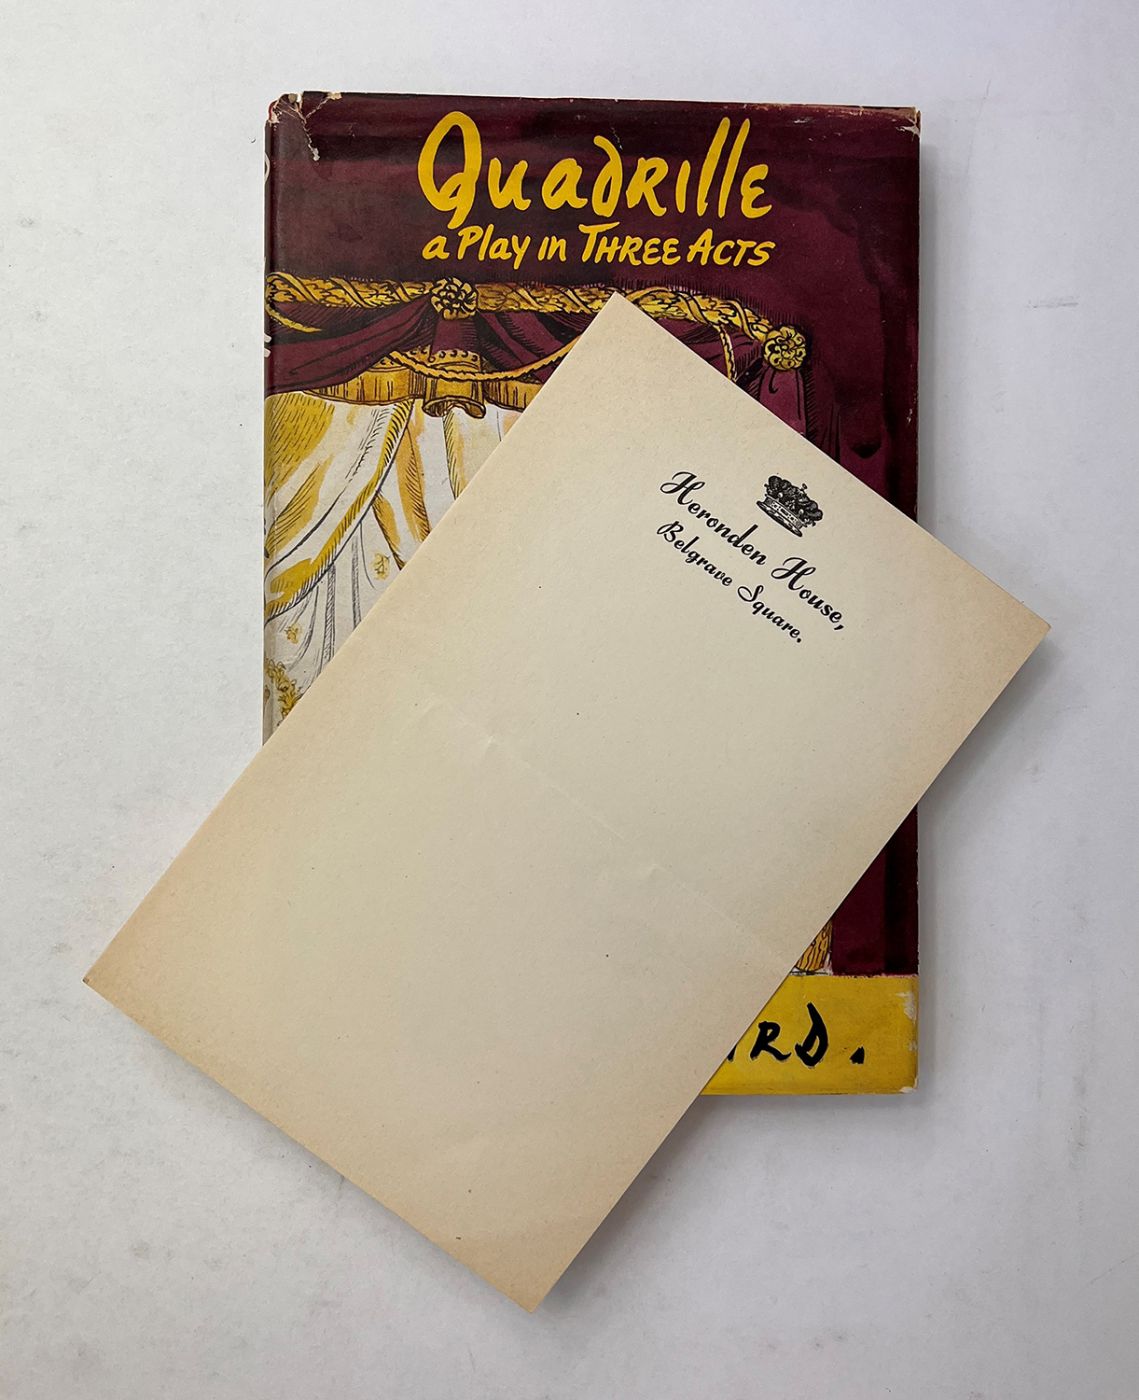 Quadrille
a Play in THREE ACTS
Heronden House,
Belgrave Square.